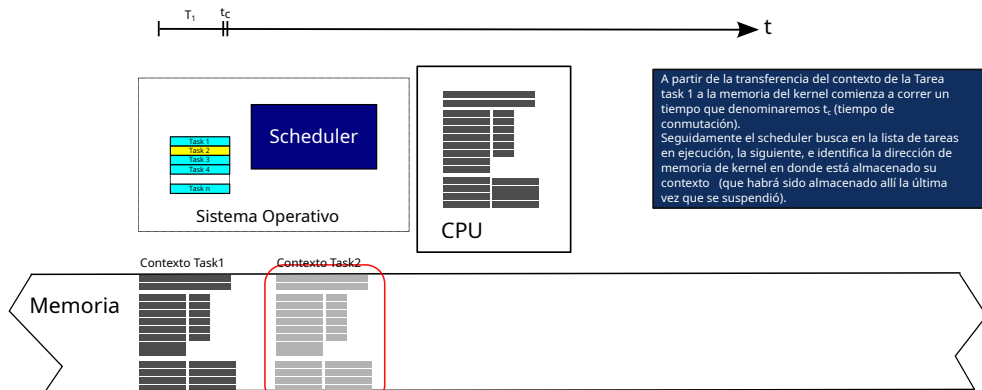 T₁
tc
t
A partir de la transferencia del contexto de la Tarea
task 1 a la memoria del kernel comienza a correr un
tiempo que denominaremos tc (tiempo de
conmutación).
Seguidamente el scheduler busca en la lista de tareas
en ejecución, la siguiente, e identifica la dirección de
memoria de kernel en donde está almacenado su
contexto (que habrá sido almacenado allí la última
vez que se suspendió).
Scheduler
Task 1
Task 2
Task 3
Task 4
Task n
Sistema Operativo
CPU
Contexto Task1
Contexto Task2
Memoria